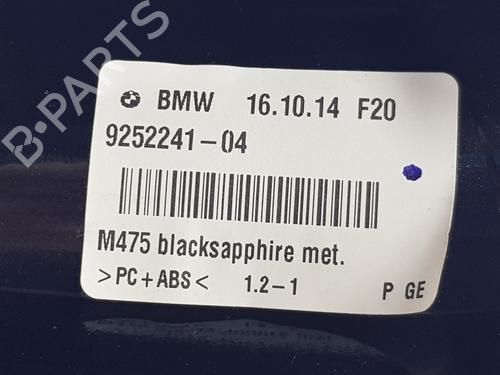 B-PARTS
BMW 16.10.14 F20
9252241-04
M475 blacksapphire met.
>PC+ABS< 1.2-1 P GE